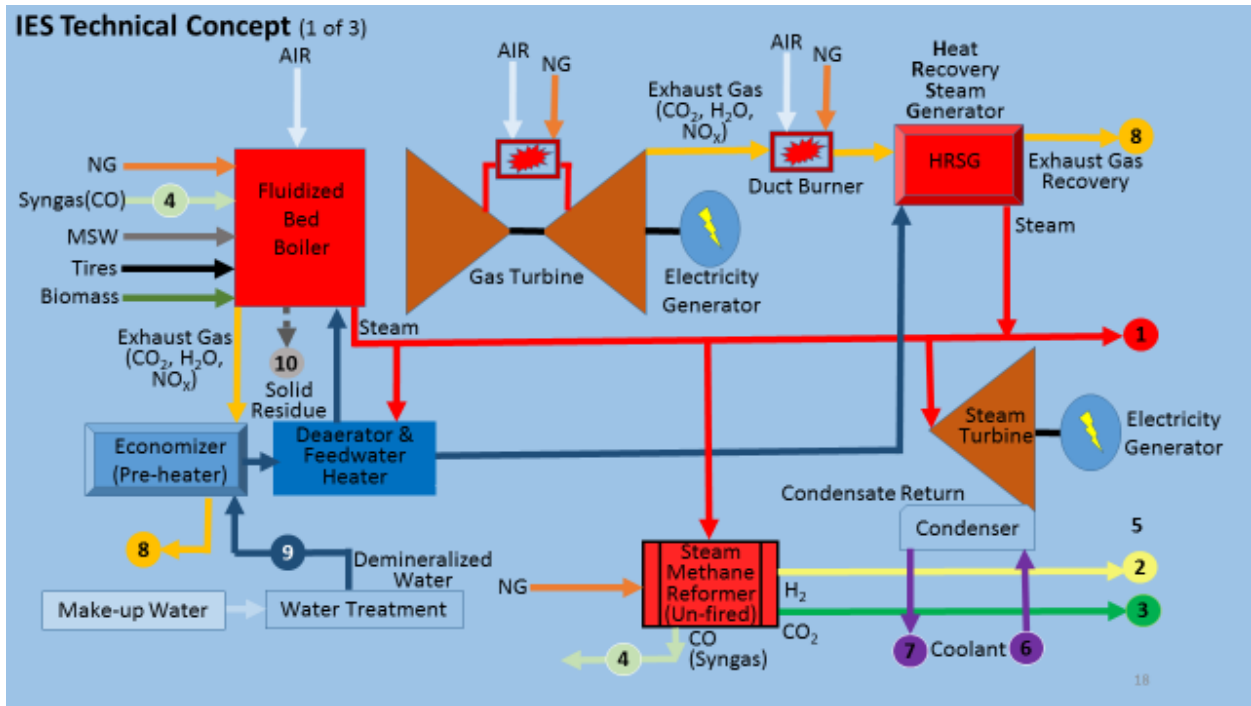 IES Technical Concept (1 of 3)
AIR
NG
Syngas(CO)
4
MSW
Tires
Biomass
Fluidized
Bed
Boiler
Exhaust Gas
(CO2, H2O,
NOX)
10
Solid
Residue
Steam
AIR
NG
Gas Turbine
Electricity
Generator
Exhaust Gas
(CO2, H2O,
NOX)
AIR
NG
Duct Burner
Heat
Recovery
Steam
Generator
HRSG
8
Exhaust Gas
Recovery
Steam
1
Economizer
(Pre-heater)
Deaerator &
Feedwater
Heater
8
9
Demineralized
Water
Make-up Water
Water Treatment
Steam
Turbine
Electricity
Generator
Condensate Return
Condenser
5
NG
Steam
Methane
Reformer
(Un-fired)
H2
2
CO2
3
CO
(Syngas)
4
7
Coolant
6
18